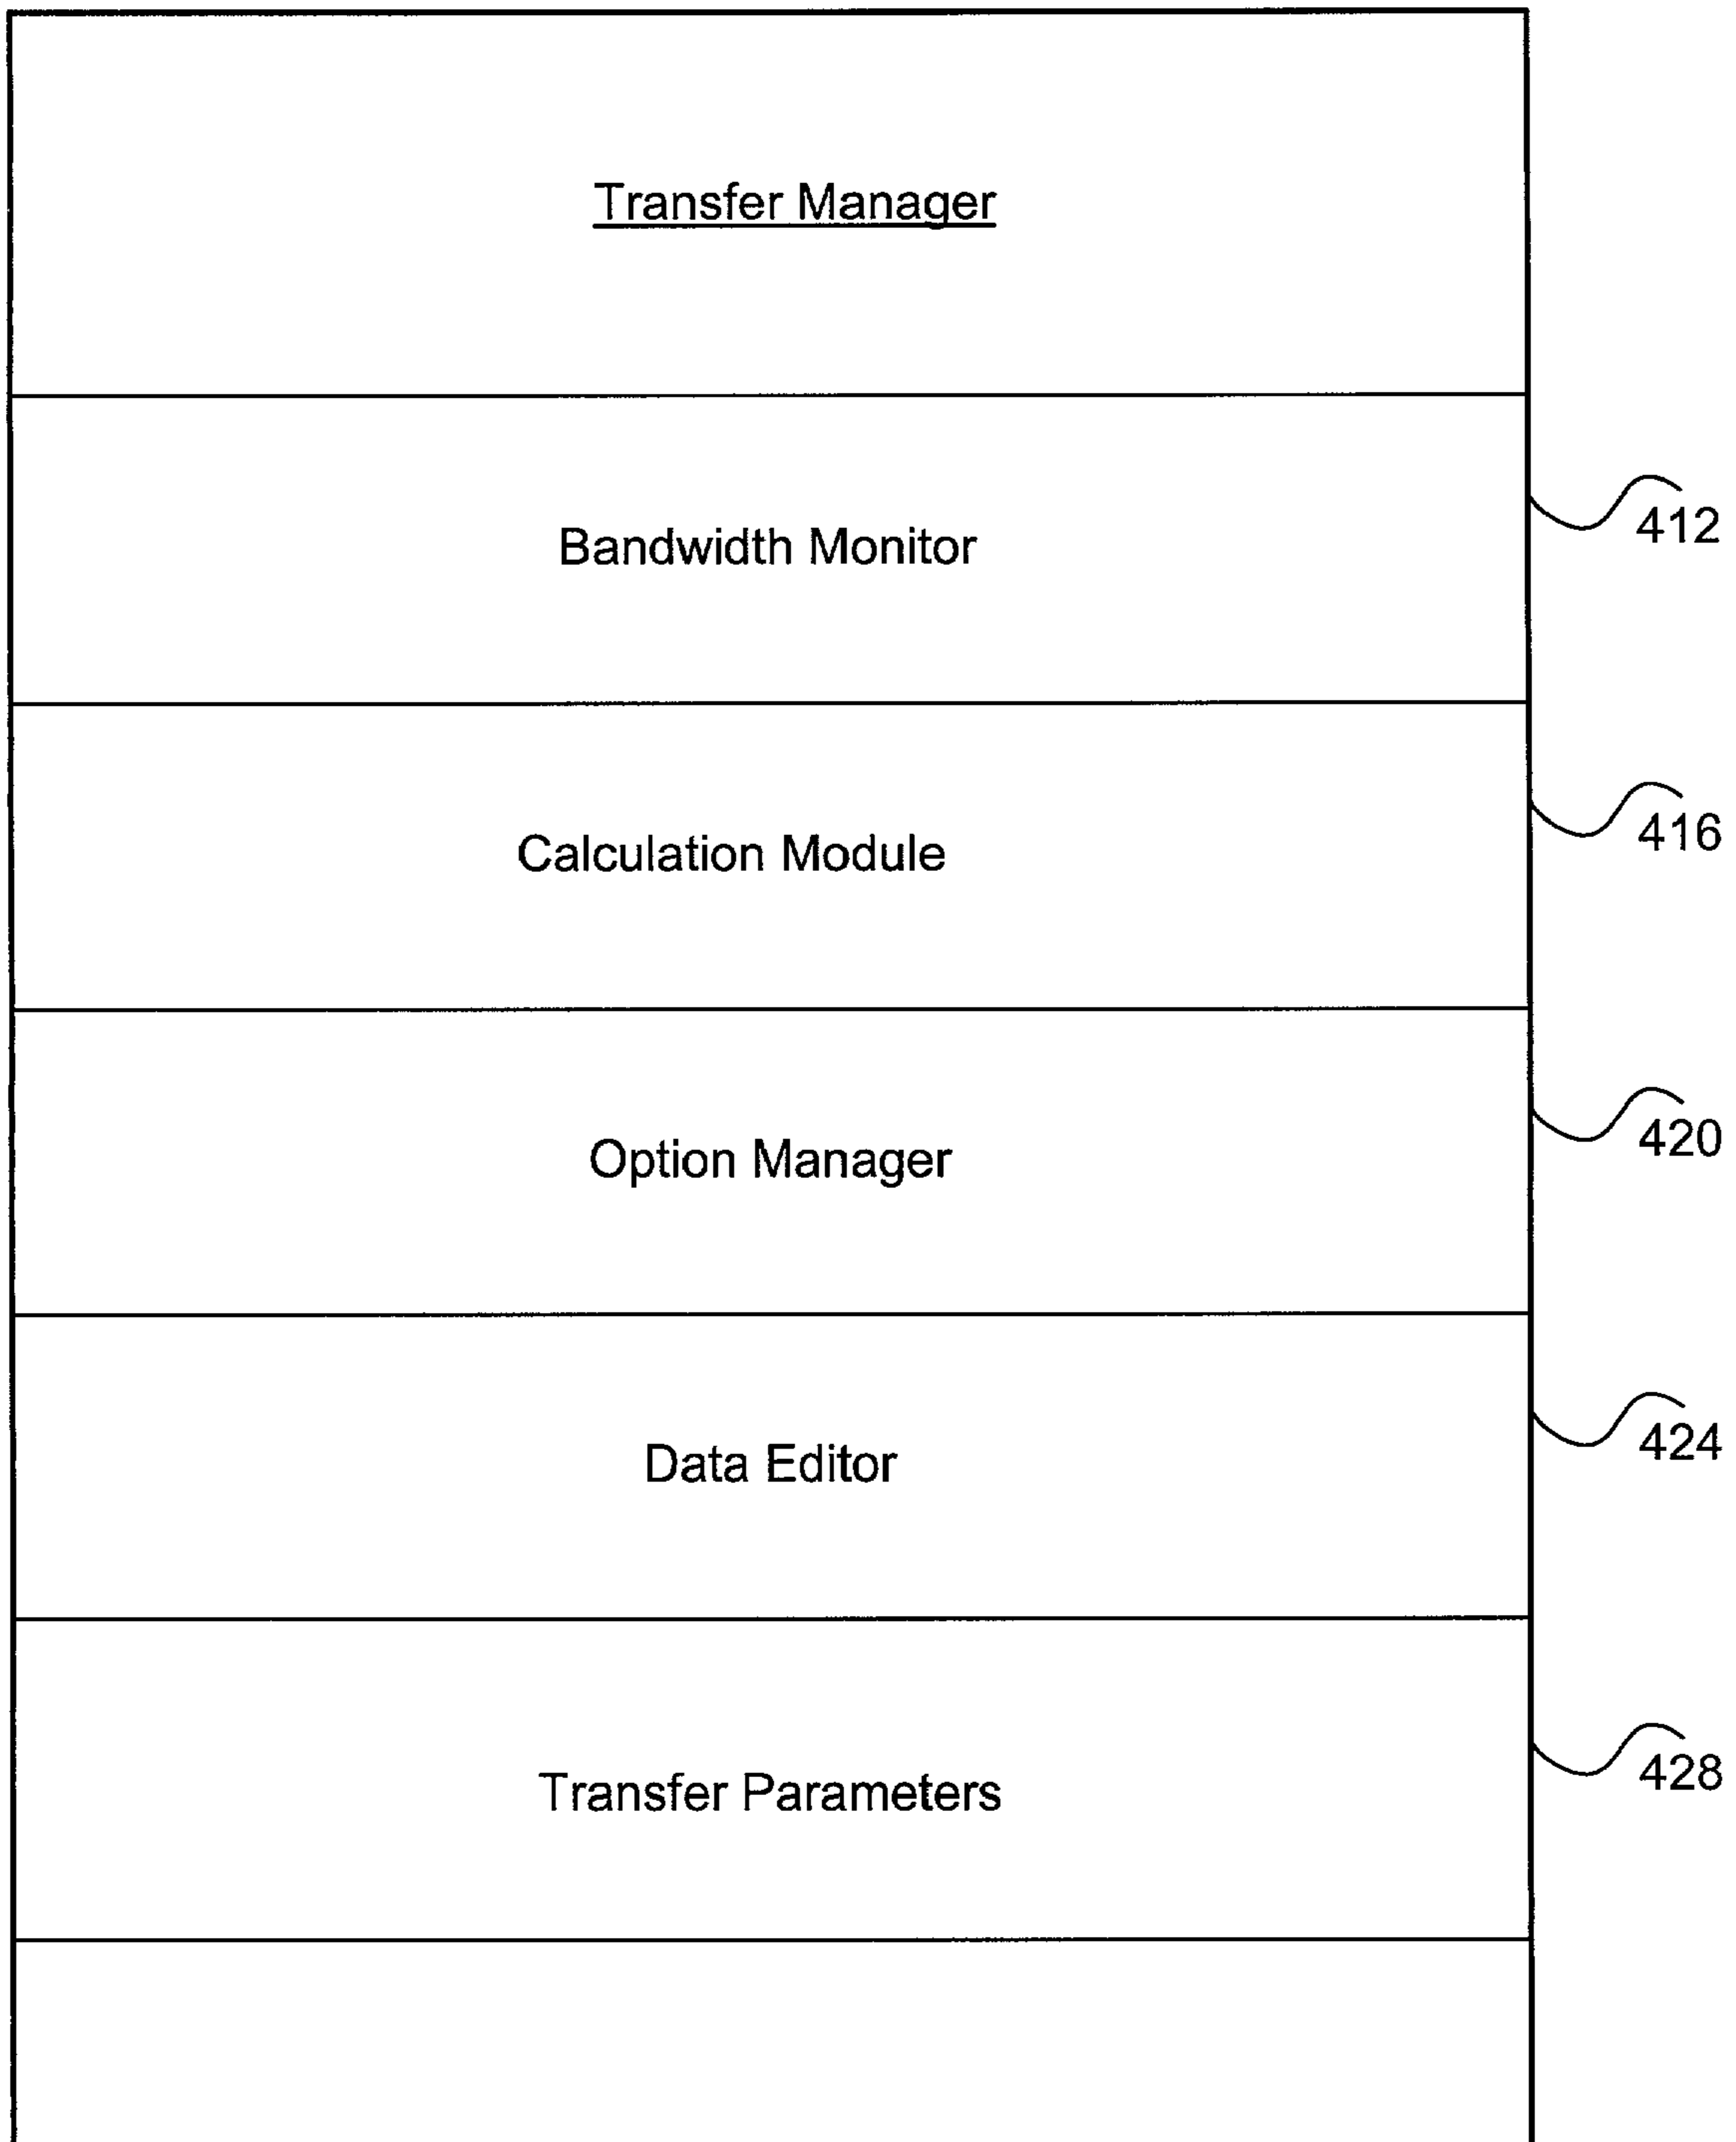 Transfer Manager
Bandwidth Monitor
412
Calculation Module
416
Option Manager
420
Data Editor
424
Transfer Parameters
428